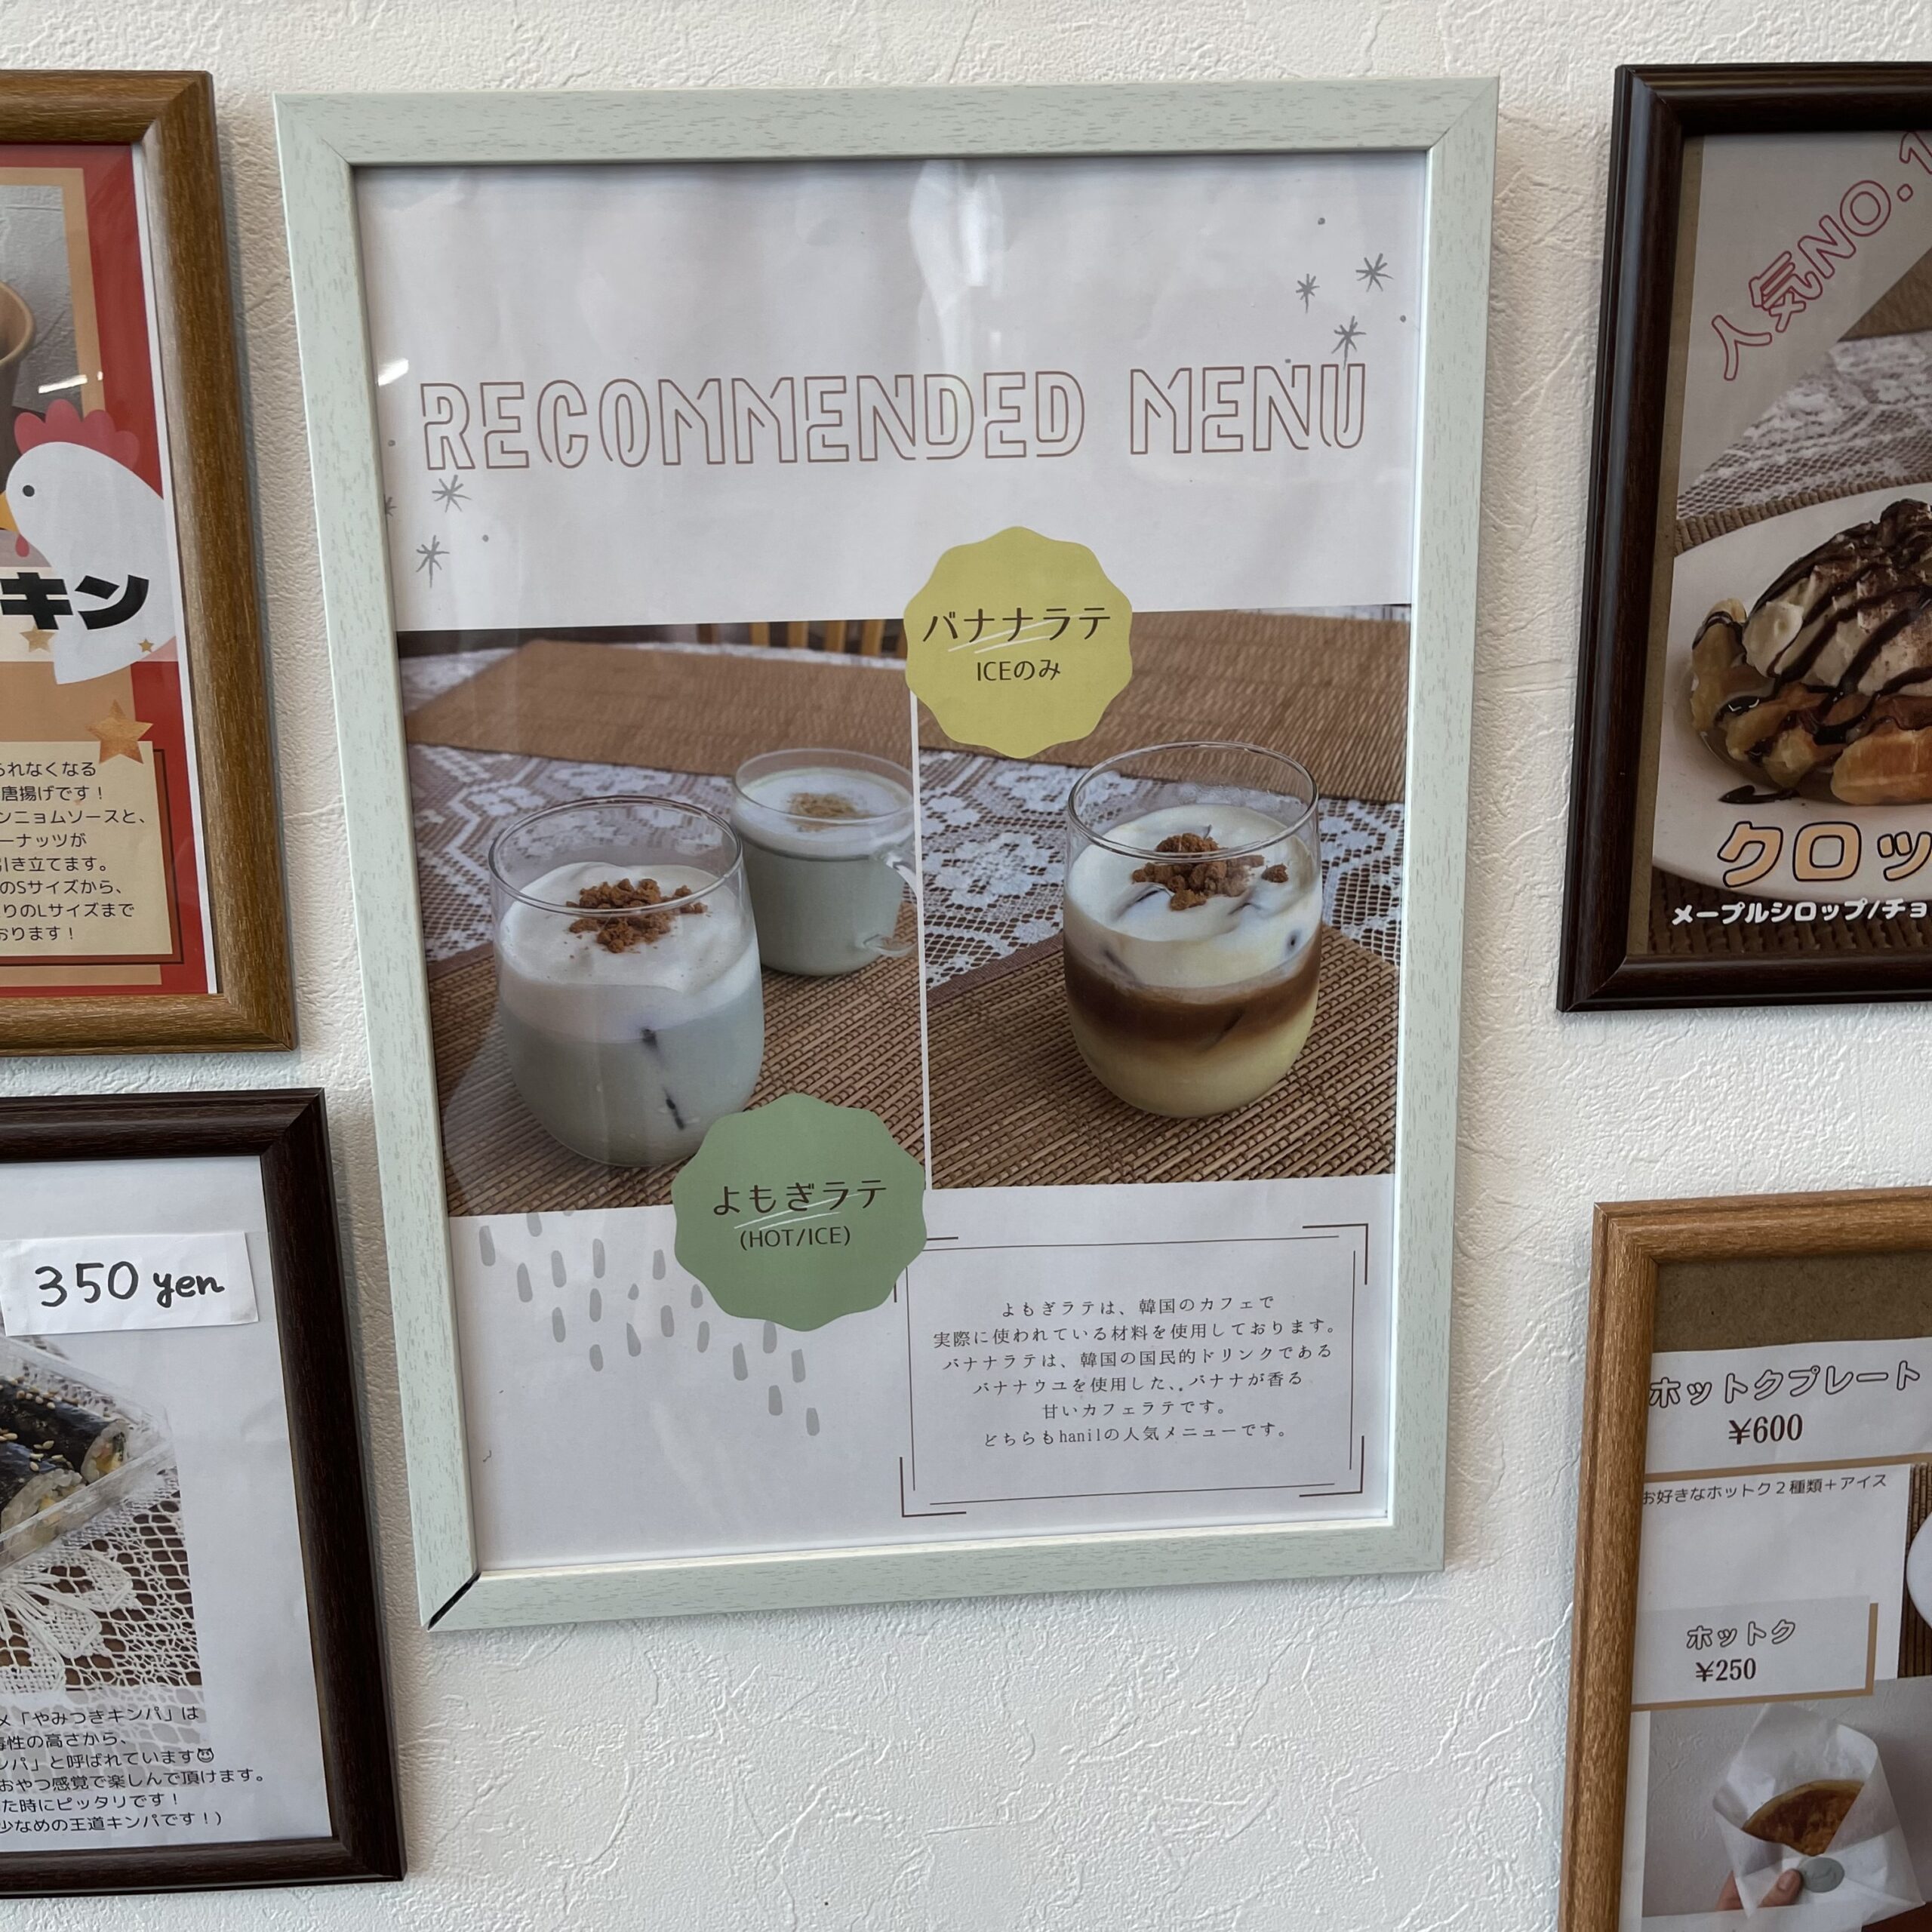 RECOMMENDED MENU
バナナラテ
ICEのみ
よもぎラテ
(HOT/ICE)
よもぎラテは、韓国のカフェで
実際に使われている材料を使用しております。
バナナラテは、韓国の国民的ドリンクである
バナナウユを使用した、バナナが香る
甘いカフェラテです。
どちらもhanilの人気メニューです。
キン
られなくなる
唐揚げです！
ンニョムソースと、
ーナッツが
引き立てます。
のSサイズから、
りのLサイズまで
おります！
350 yen
「やみつきキンパ」は
性の高さから、
ンパ」と呼ばれています😈
おやつ感覚で楽しんで頂けます。
た時にピッタリです！
少なめの王道キンパです！)
人気NO.1
クロッ
メープルシロップ/チョ
ホットクプレート
¥600
お好きなホットク2種類＋アイス
ホットク
¥250